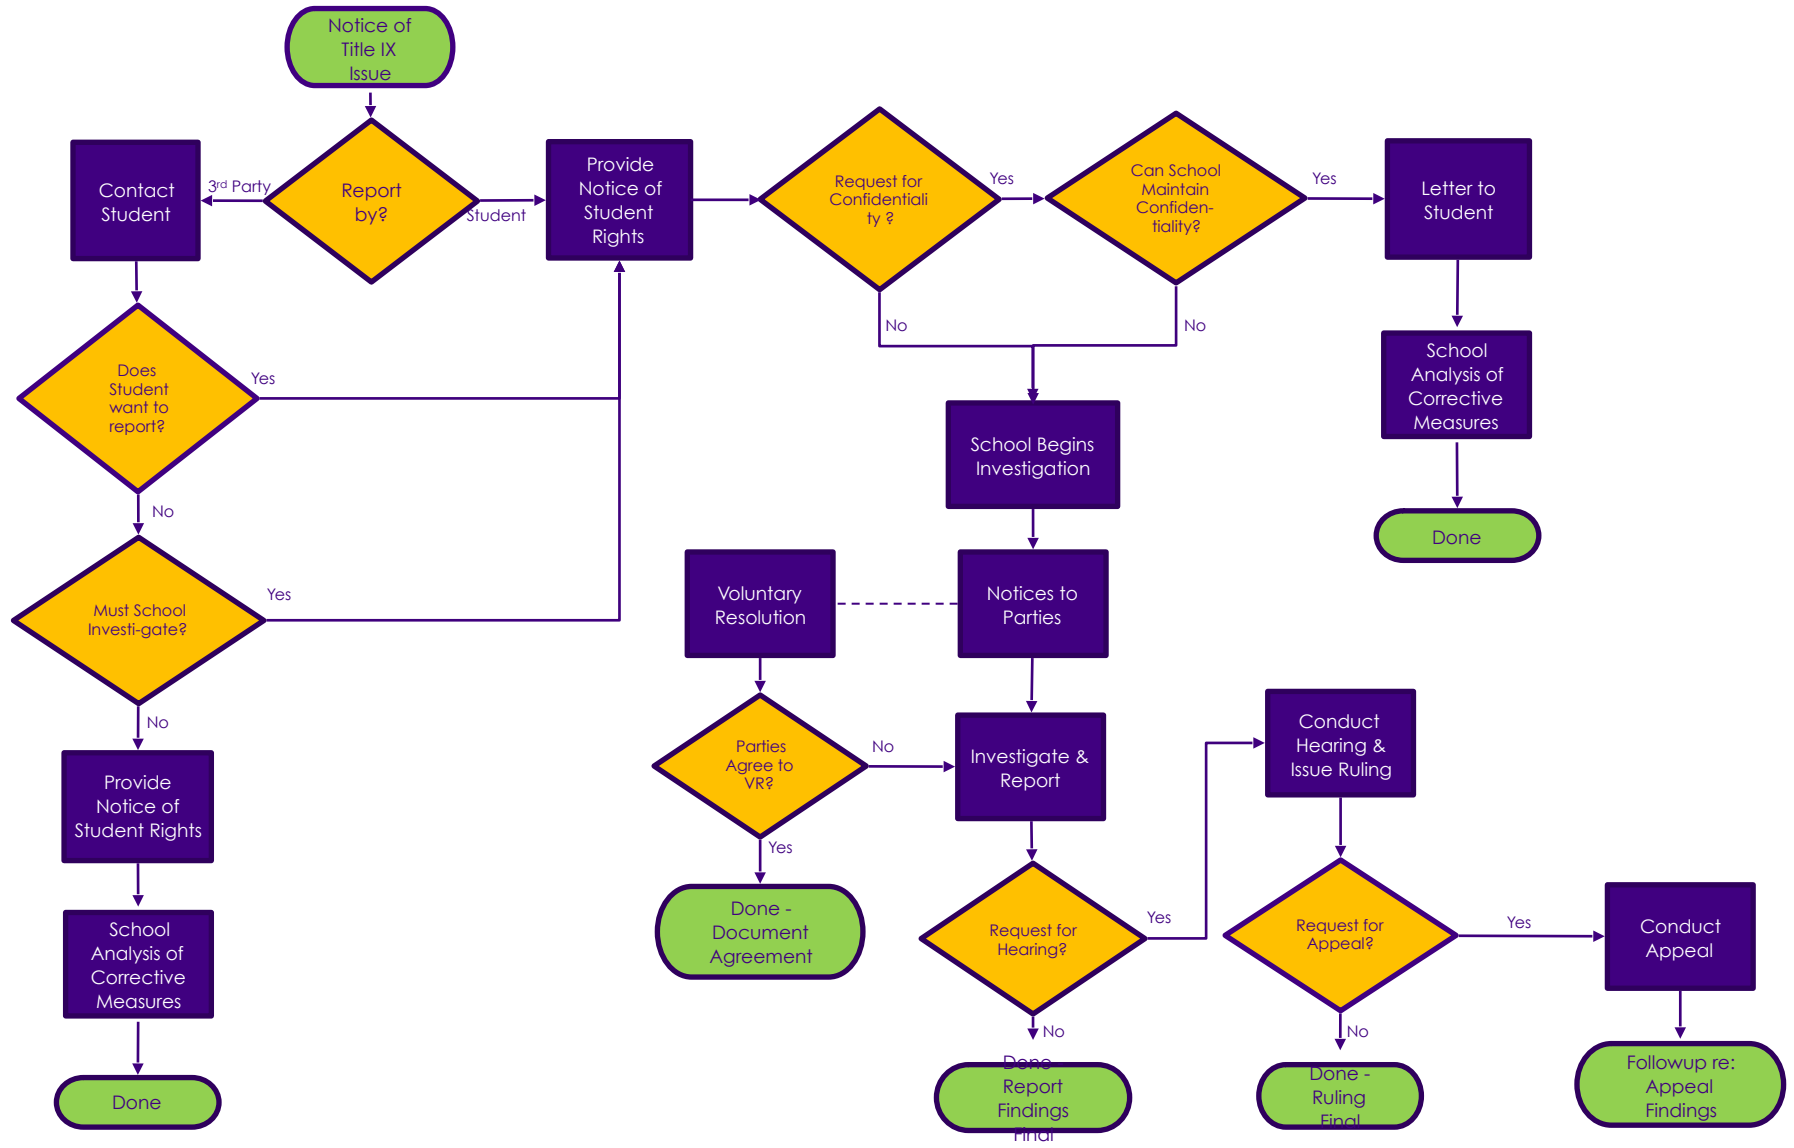 Notice of
Title IX
Issue
Contact
Student
3rd Party
Report
by?
Student
Provide
Notice of
Student
Rights
Request for
Confidentiali
ty ?
Yes
Can School
Maintain
Confiden-
tiality?
Yes
Letter to
Student
No
No
Does
Student
want to
report?
Yes
School
Analysis of
Corrective
Measures
School Begins
Investigation
No
Done
Must School
Investi-gate?
Yes
Voluntary
Resolution
Notices to
Parties
No
Parties
Agree to
VR?
No
Investigate &
Report
Conduct
Hearing &
Issue Ruling
Provide
Notice of
Student Rights
Yes
Done -
Document
Agreement
Request for
Hearing?
Yes
Request for
Appeal?
Yes
Conduct
Appeal
School
Analysis of
Corrective
Measures
No
No
Done
Done -
Report
Findings
Final
Done -
Ruling
Final
Followup re:
Appeal
Findings